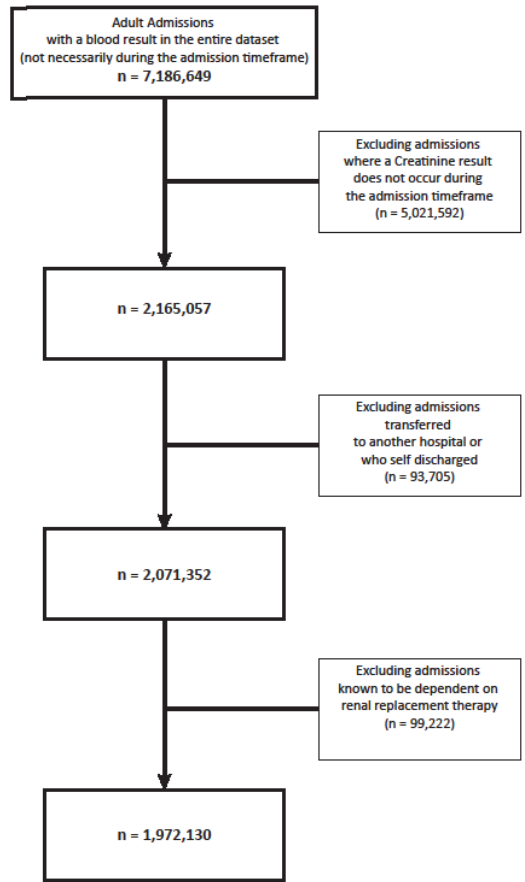 Adult Admissions
with a blood result in the entire dataset
(not necessarily during the admission timeframe)
n = 7,186,649
Excluding admissions
where a Creatinine result
does not occur during
the admission timeframe
(n = 5,021,592)
n = 2,165,057
Excluding admissions
transferred
to another hospital or
who self discharged
(n = 93,705)
n = 2,071,352
Excluding admissions
known to be dependent on
renal replacement therapy
(n = 99,222)
n = 1,972,130